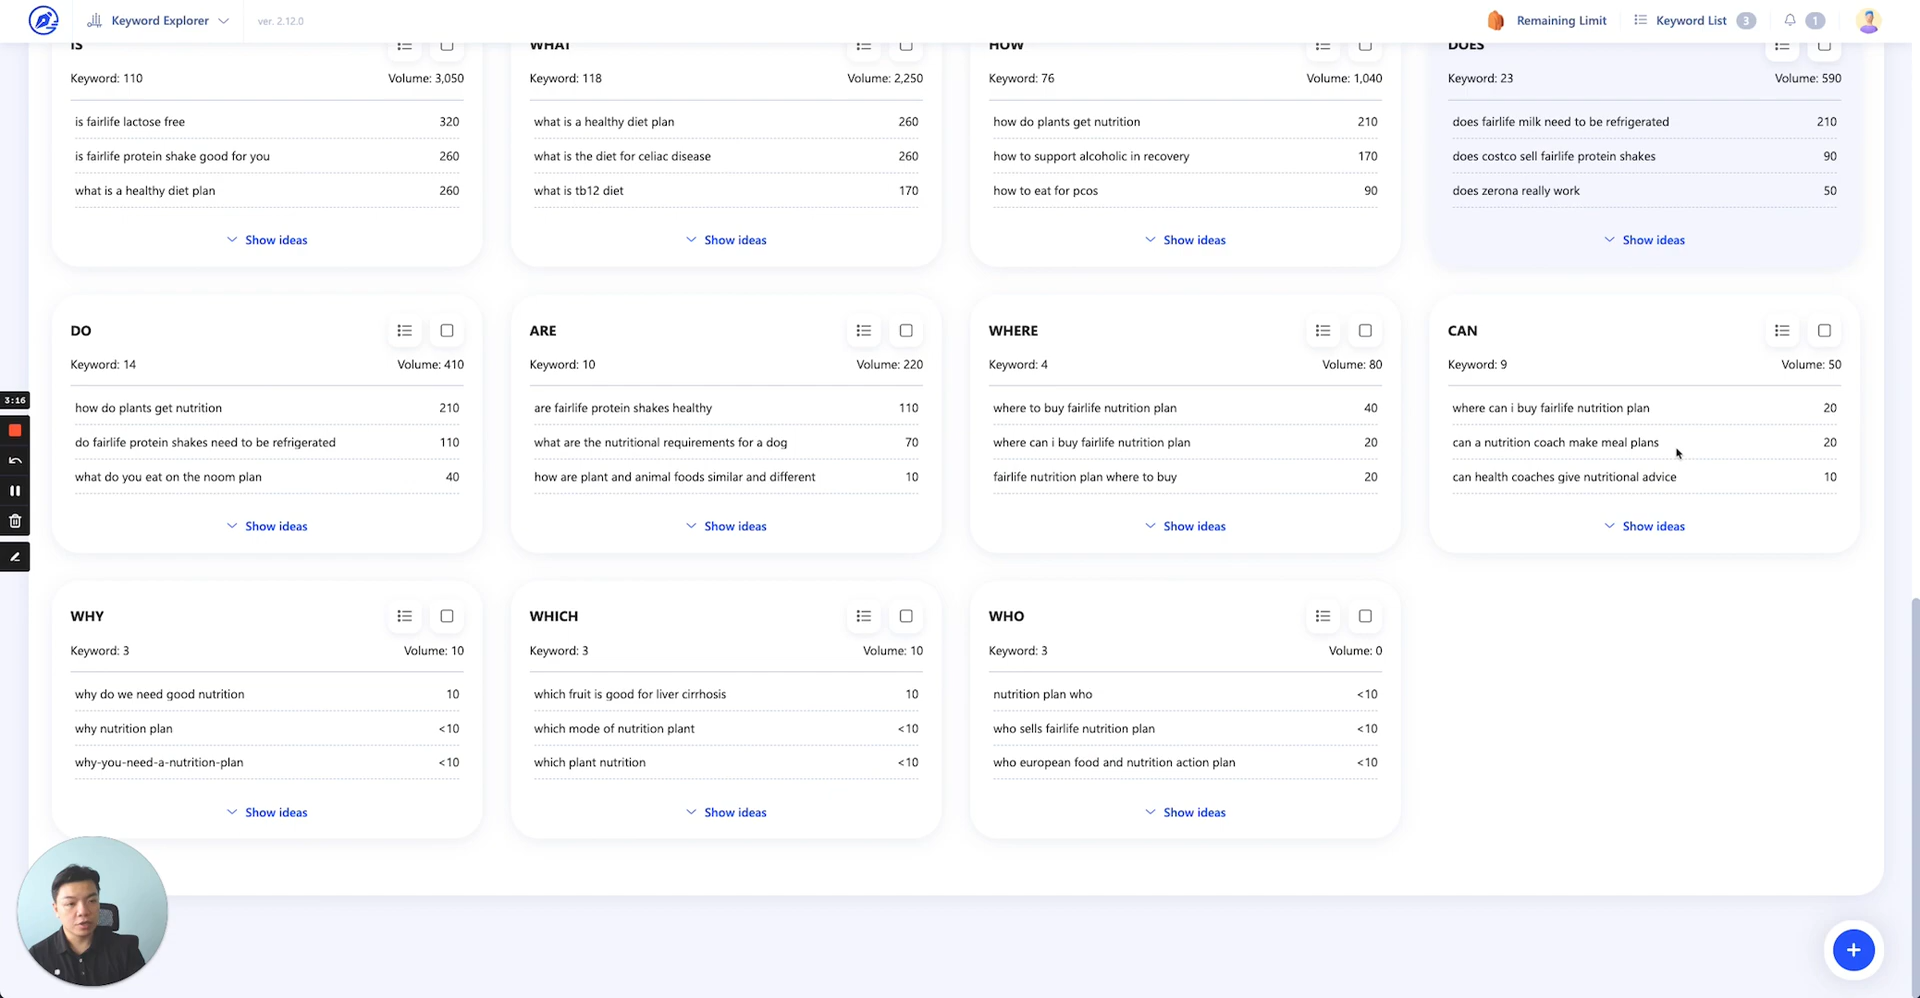 Keyword Explorer
ver. 2.12.0
Remaining Limit
Keyword List 3
1
IS
Keyword: 110 Volume: 3,050
is fairlife lactose free 320
is fairlife protein shake good for you 260
what is a healthy diet plan 260
Show ideas
WHAT
Keyword: 118 Volume: 2,250
what is a healthy diet plan 260
what is the diet for celiac disease 260
what is tb12 diet 170
Show ideas
HOW
Keyword: 76 Volume: 1,040
how do plants get nutrition 210
how to support alcoholic in recovery 170
how to eat for pcos 90
Show ideas
DOES
Keyword: 23 Volume: 590
does fairlife milk need to be refrigerated 210
does costco sell fairlife protein shakes 90
does zerona really work 50
Show ideas
DO
Keyword: 14 Volume: 410
how do plants get nutrition 210
do fairlife protein shakes need to be refrigerated 110
what do you eat on the noom plan 40
Show ideas
ARE
Keyword: 10 Volume: 220
are fairlife protein shakes healthy 110
what are the nutritional requirements for a dog 70
how are plant and animal foods similar and different 10
Show ideas
WHERE
Keyword: 4 Volume: 80
where to buy fairlife nutrition plan 40
where can i buy fairlife nutrition plan 20
fairlife nutrition plan where to buy 20
Show ideas
CAN
Keyword: 9 Volume: 50
where can i buy fairlife nutrition plan 20
can a nutrition coach make meal plans 20
can health coaches give nutritional advice 10
Show ideas
3:16
WHY
Keyword: 3 Volume: 10
why do we need good nutrition 10
why nutrition plan <10
why-you-need-a-nutrition-plan <10
Show ideas
WHICH
Keyword: 3 Volume: 10
which fruit is good for liver cirrhosis 10
which mode of nutrition plant <10
which plant nutrition <10
Show ideas
WHO
Keyword: 3 Volume: 0
nutrition plan who <10
who sells fairlife nutrition plan <10
who european food and nutrition action plan <10
Show ideas